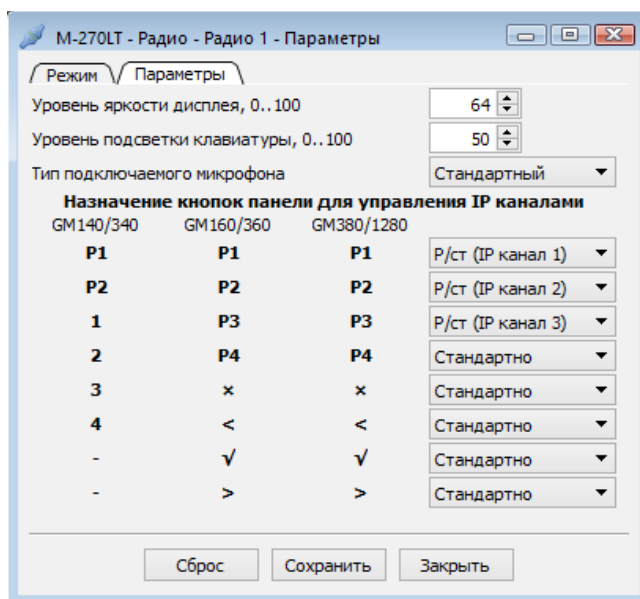 M-270LT - Радио - Радио 1 - Параметры
Режим Параметры
Уровень яркости дисплея, 0..100 64
Уровень подсветки клавиатуры, 0..100 50
Тип подключаемого микрофона Стандартный
Назначение кнопок панели для управления IP каналами
GM140/340 GM160/360 GM380/1280
P1 P1 P1 Р/ст (IP канал 1)
P2 P2 P2 Р/ст (IP канал 2)
1 P3 P3 Р/ст (IP канал 3)
2 P4 P4 Стандартно
3 × × Стандартно
4 < < Стандартно
- √ √ Стандартно
- > > Стандартно
Сброс Сохранить Закрыть